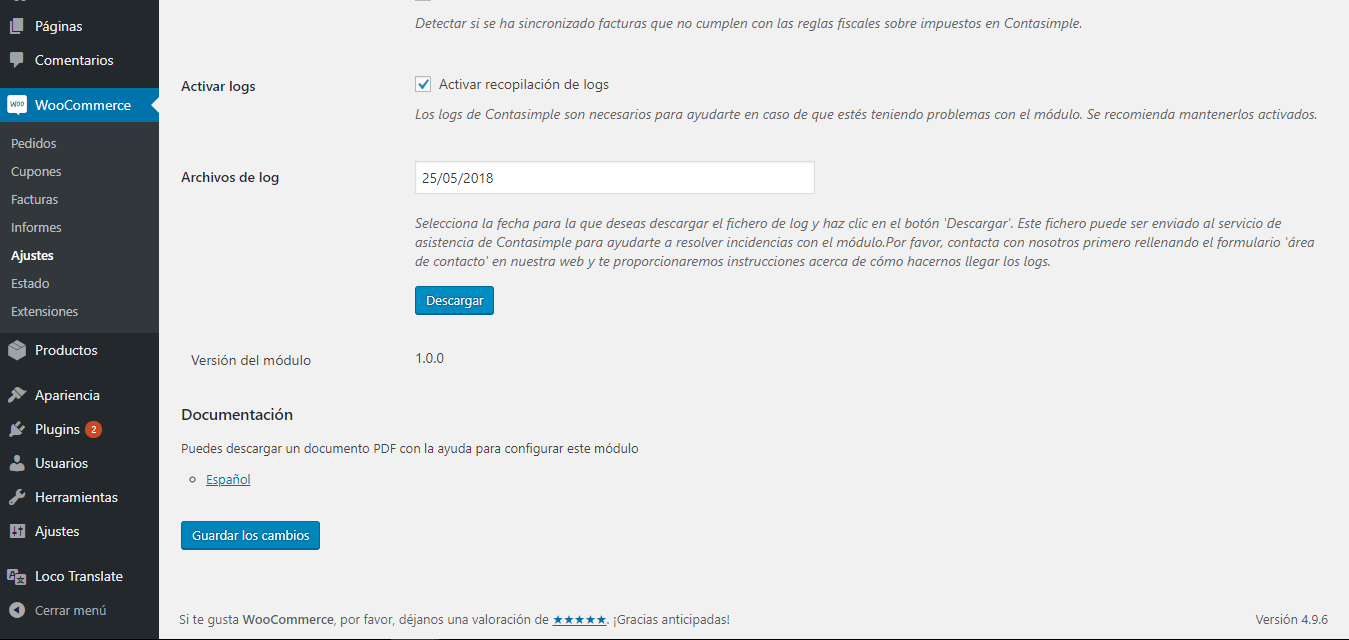 Páginas
Comentarios
WOO WooCommerce
Pedidos
Cupones
Facturas
Informes
Ajustes
Estado
Extensiones
Productos
Apariencia
Plugins 2
Usuarios
Herramientas
Ajustes
Loco Translate
Cerrar menú
Detectar si se ha sincronizado facturas que no cumplen con las reglas fiscales sobre impuestos en Contasimple.
Activar logs
Activar recopilación de logs
Los logs de Contasimple son necesarios para ayudarte en caso de que estés teniendo problemas con el módulo. Se recomienda mantenerlos activados.
Archivos de log
25/05/2018
Selecciona la fecha para la que deseas descargar el fichero de log y haz clic en el botón 'Descargar'. Este fichero puede ser enviado al servicio de
asistencia de Contasimple para ayudarte a resolver incidencias con el módulo.Por favor, contacta con nosotros primero rellenando el formulario 'área
de contacto' en nuestra web y te proporcionaremos instrucciones acerca de cómo hacernos llegar los logs.
Descargar
Versión del módulo
1.0.0
Documentación
Puedes descargar un documento PDF con la ayuda para configurar este módulo
Español
Guardar los cambios
Si te gusta WooCommerce, por favor, déjanos una valoración de ★★★★★. ¡Gracias anticipadas!
Versión 4.9.6